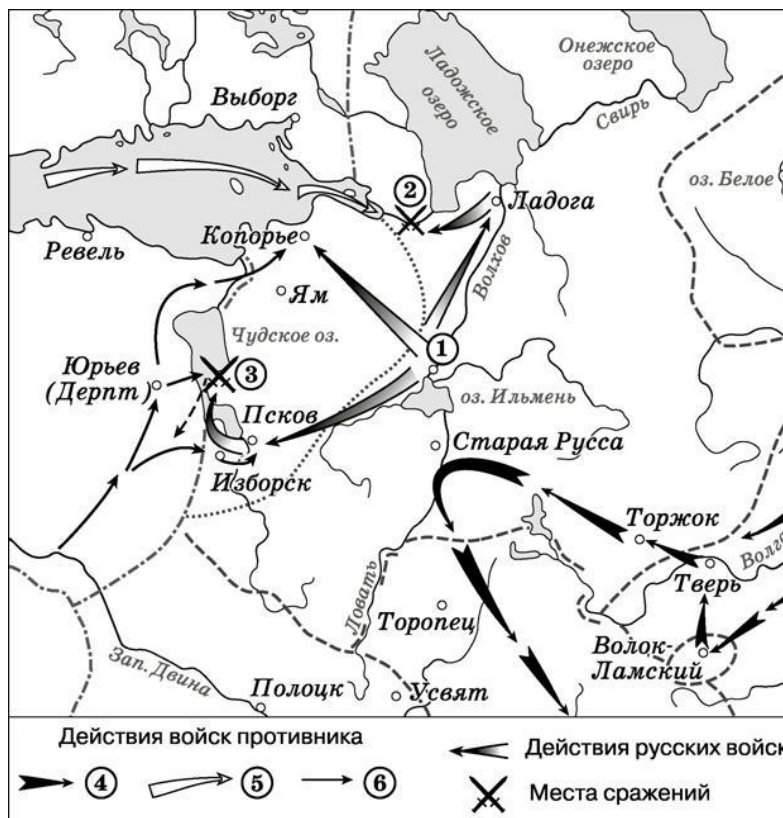 Онежское
озеро
Ладожское
озеро
Выборг
Свирь
оз. Белое
②
Ладога
Ревель
Копорье
Волхов
Ям
Чудское оз.
①
Юрьев
(Дерпт)
③
оз. Ильмень
Псков
Старая Русса
Изборск
Торжок
Волга
Тверь
Ловать
Торопец
Волок-
Ламский
Зап. Двина
Полоцк
Усвят
Действия войск противника
④
⑤
⑥
Действия русских войск
Места сражений